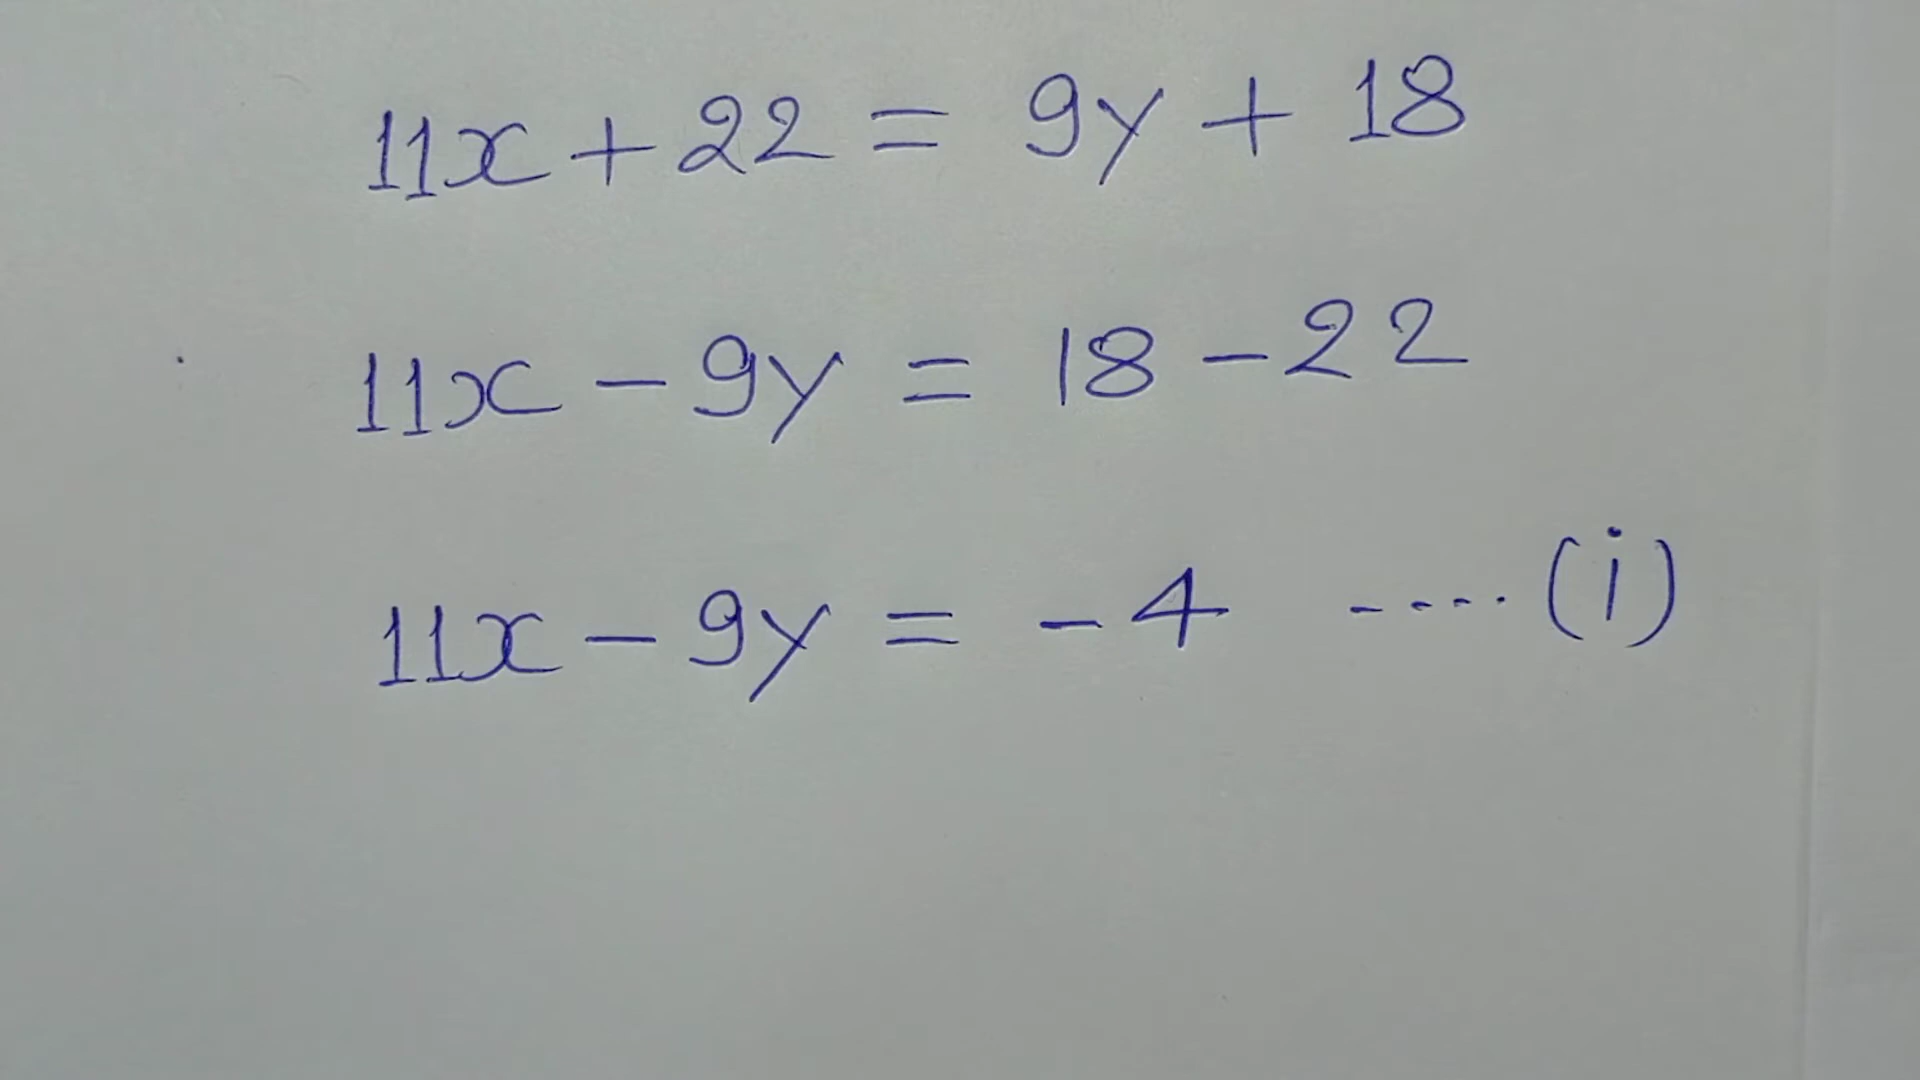 11x + 22 = 9y + 18
11x - 9y = 18 - 22
11x - 9y = - 4 ----- (i)